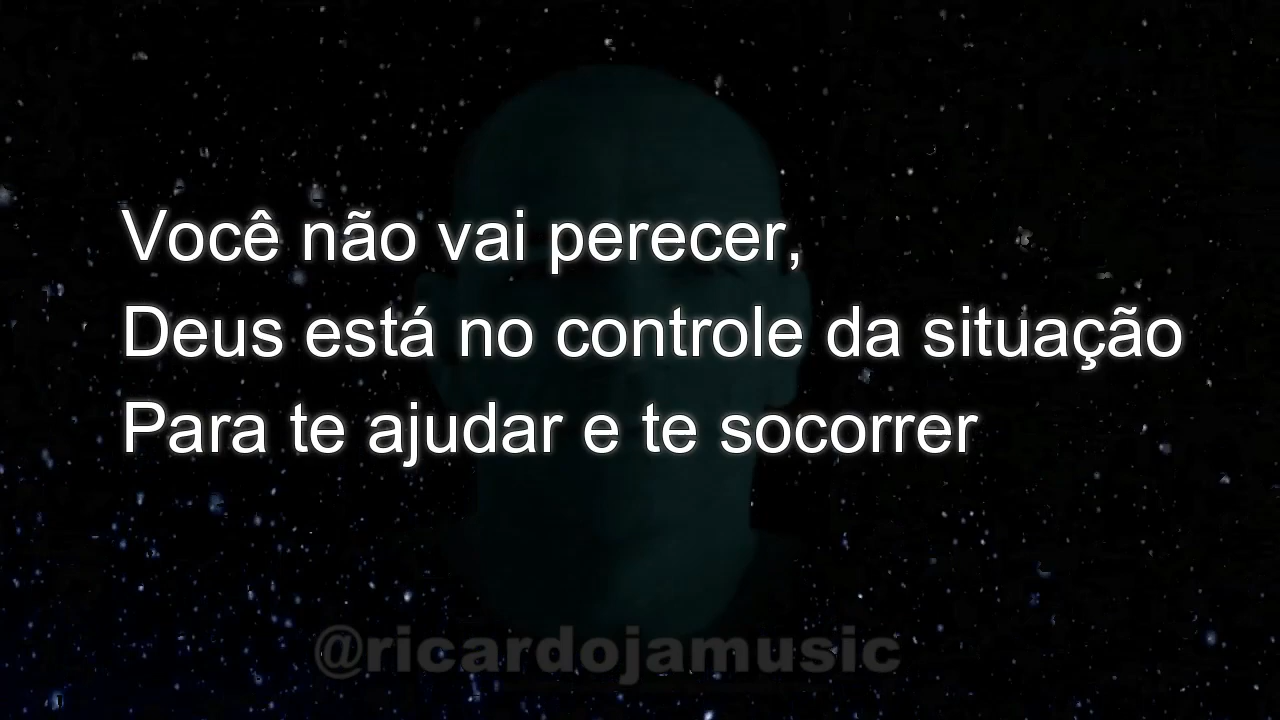 Você não vai perecer,
Deus está no controle da situação
Para te ajudar e te socorrer
@ricardojamusic